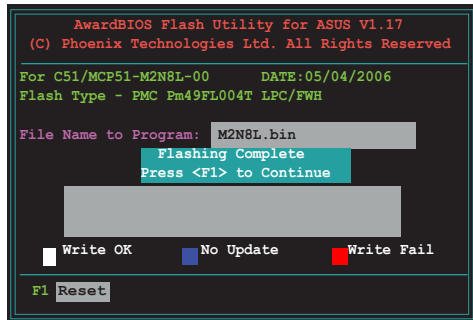 AwardBIOS Flash Utility for ASUS V1.17
(C) Phoenix Technologies Ltd. All Rights Reserved
For C51/MCP51-M2N8L-00 DATE:05/04/2006
Flash Type - PMC Pm49FL004T LPC/FWH
File Name to Program: M2N8L.bin
Flashing Complete
Press <F1> to Continue
Write OK No Update Write Fail
F1 Reset